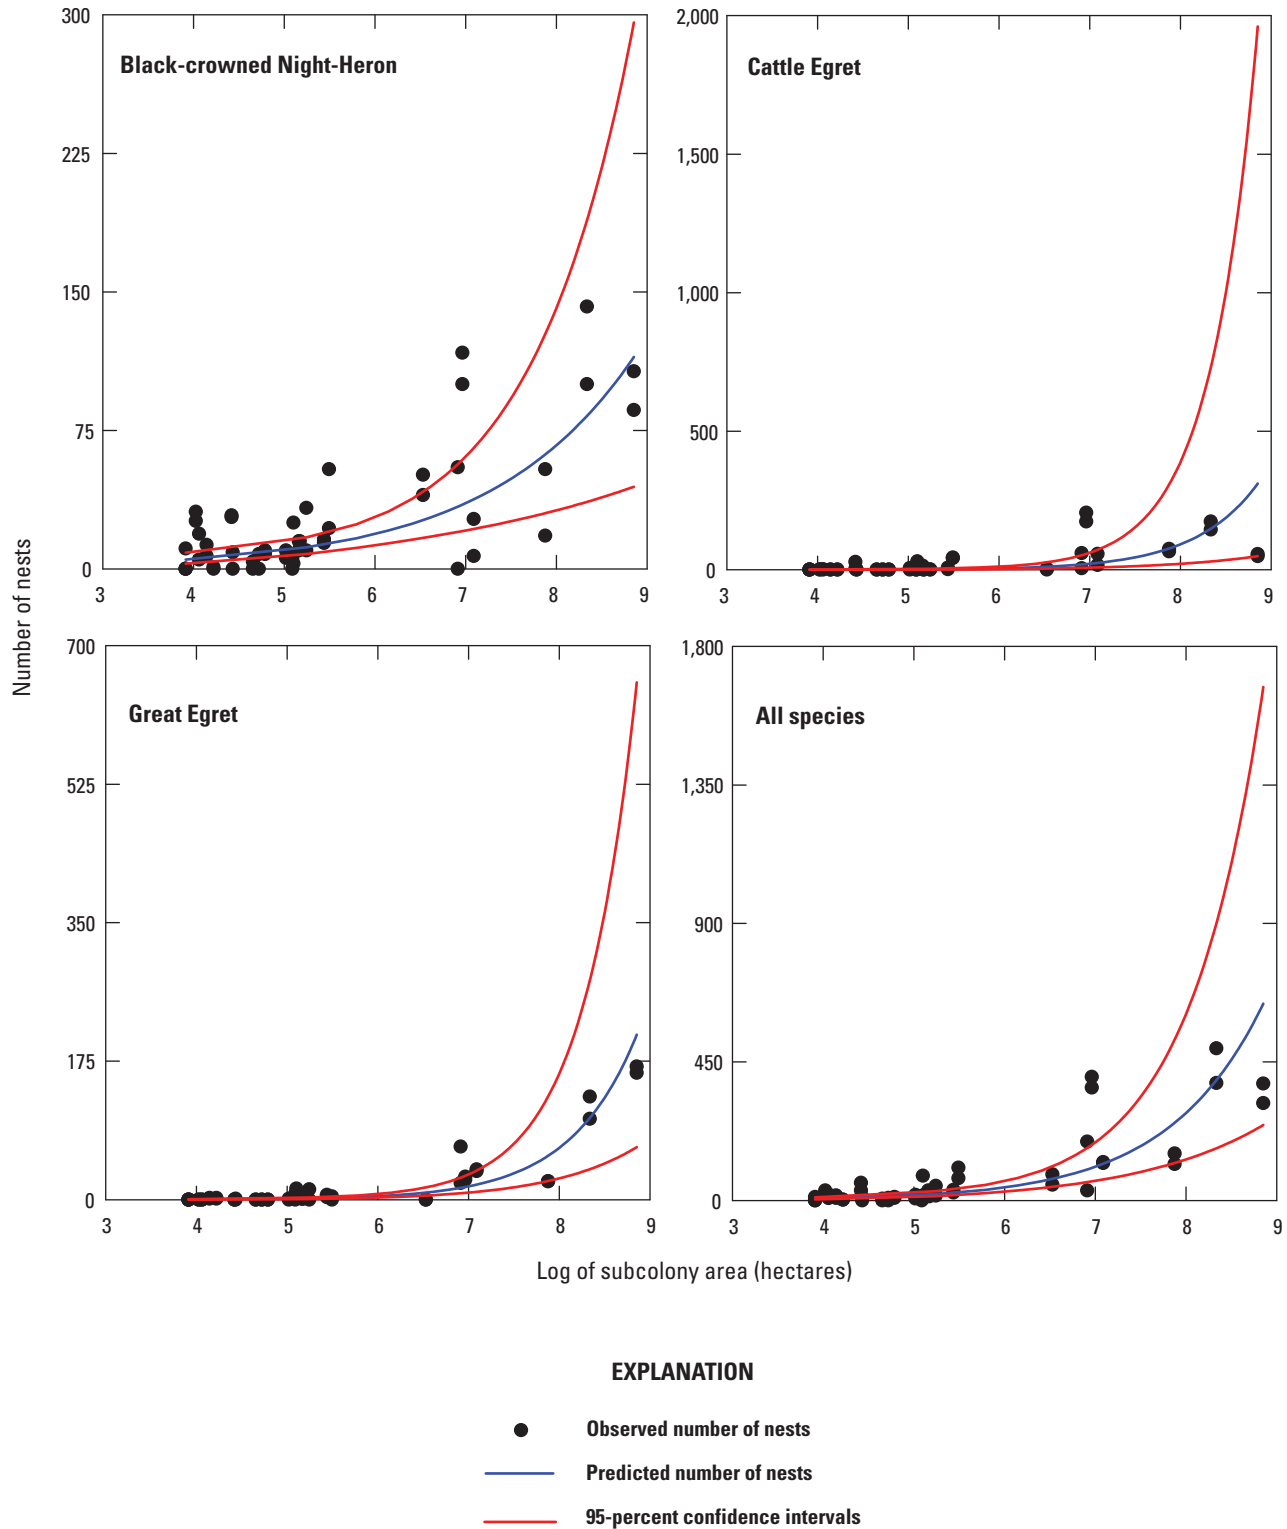 Number of nests
Black-crowned Night-Heron
300
225
150
75
0
3 4 5 6 7 8 9
Cattle Egret
2,000
1,500
1,000
500
0
3 4 5 6 7 8 9
Great Egret
700
525
350
175
0
3 4 5 6 7 8 9
All species
1,800
1,350
900
450
0
3 4 5 6 7 8 9
Log of subcolony area (hectares)
EXPLANATION
Observed number of nests
Predicted number of nests
95-percent confidence intervals